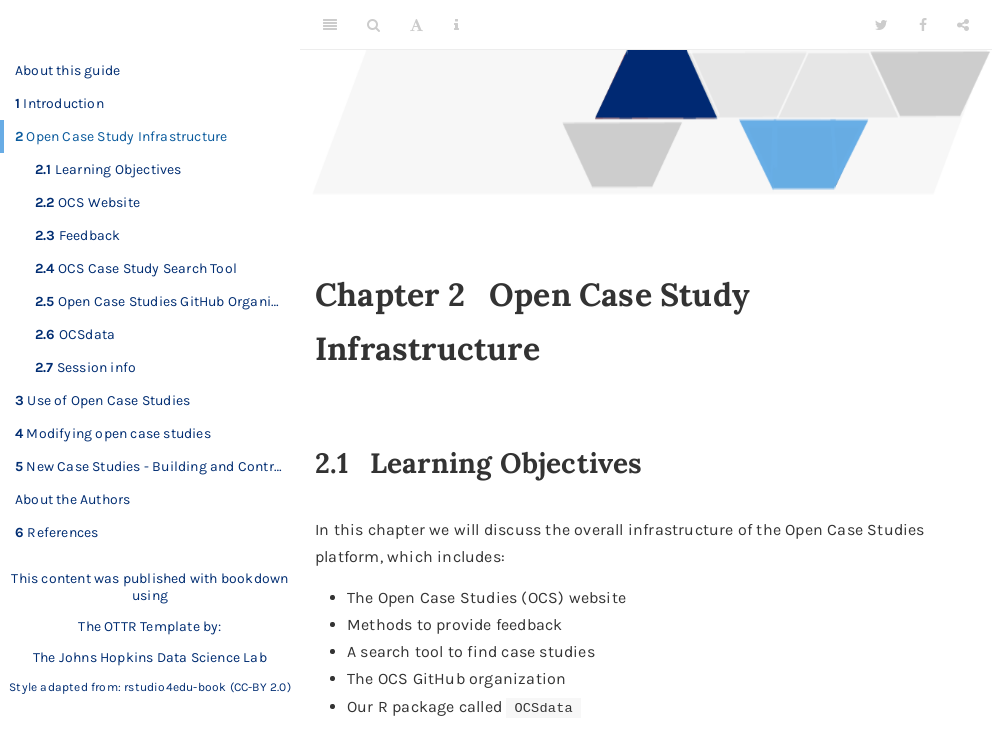 About this guide
1 Introduction
2 Open Case Study Infrastructure
2.1 Learning Objectives
2.2 OCS Website
2.3 Feedback
2.4 OCS Case Study Search Tool
2.5 Open Case Studies GitHub Organi…
2.6 OCSdata
2.7 Session info
3 Use of Open Case Studies
4 Modifying open case studies
5 New Case Studies - Building and Contr…
About the Authors
6 References
This content was published with bookdown
using
The OTTR Template by:
The Johns Hopkins Data Science Lab
Style adapted from: rstudio4edu-book (CC-BY 2.0)
Chapter 2 Open Case Study
Infrastructure
2.1 Learning Objectives
In this chapter we will discuss the overall infrastructure of the Open Case Studies
platform, which includes:
• The Open Case Studies (OCS) website
• Methods to provide feedback
• A search tool to find case studies
• The OCS GitHub organization
• Our R package called OCSdata